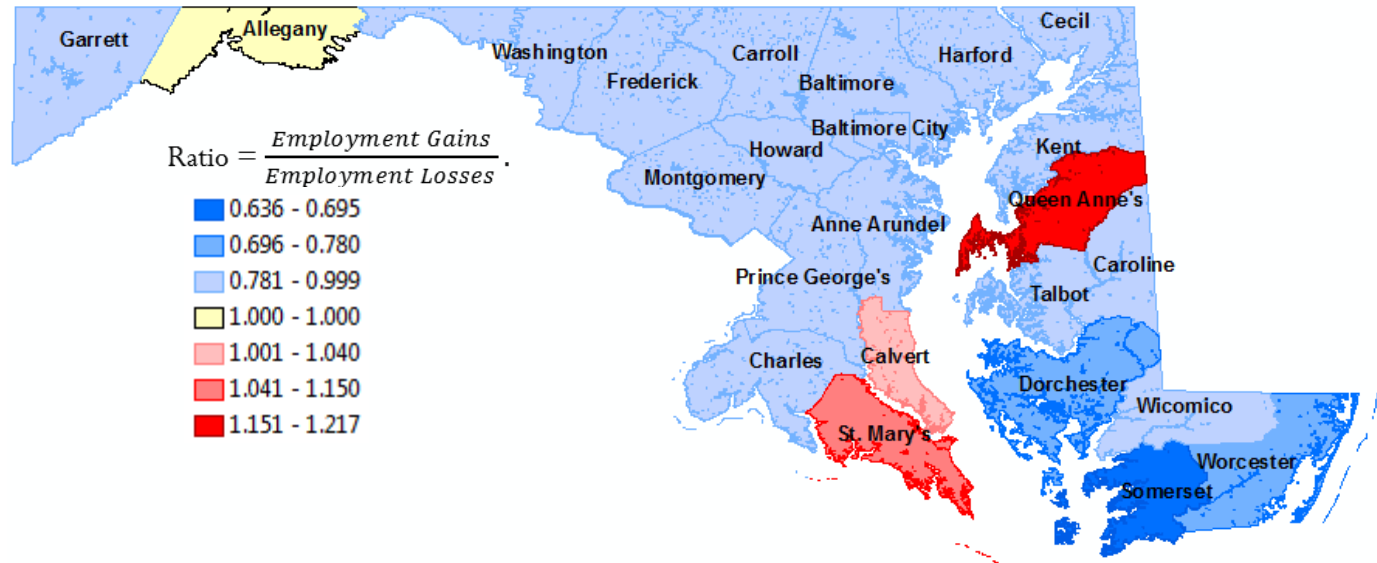 Cecil
Garrett
Allegany
Washington
Carroll
Harford
Frederick
Baltimore
Baltimore City
Howard
Kent
Montgomery
Queen Anne's
Anne Arundel
Prince George's
Caroline
Talbot
Charles
Calvert
Dorchester
Wicomico
St. Mary's
Worcester
Somerset
Ratio = Employment Gains / Employment Losses .
0.636 - 0.695
0.696 - 0.780
0.781 - 0.999
1.000 - 1.000
1.001 - 1.040
1.041 - 1.150
1.151 - 1.217